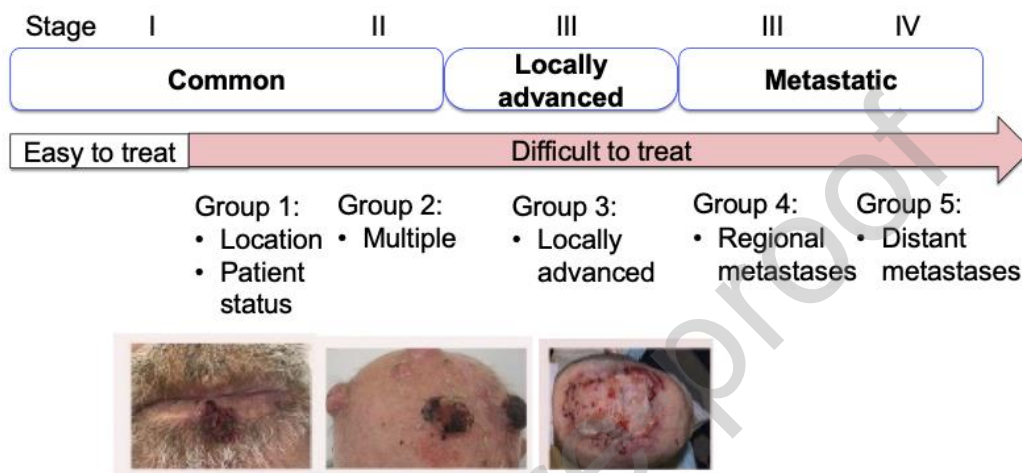 Stage I II III III IV
Common
Locally
advanced
Metastatic
Easy to treat
Difficult to treat
Group 1:
• Location
• Patient
status
Group 2:
• Multiple
Group 3:
• Locally
advanced
Group 4:
• Regional
metastases
Group 5:
• Distant
metastases
proof